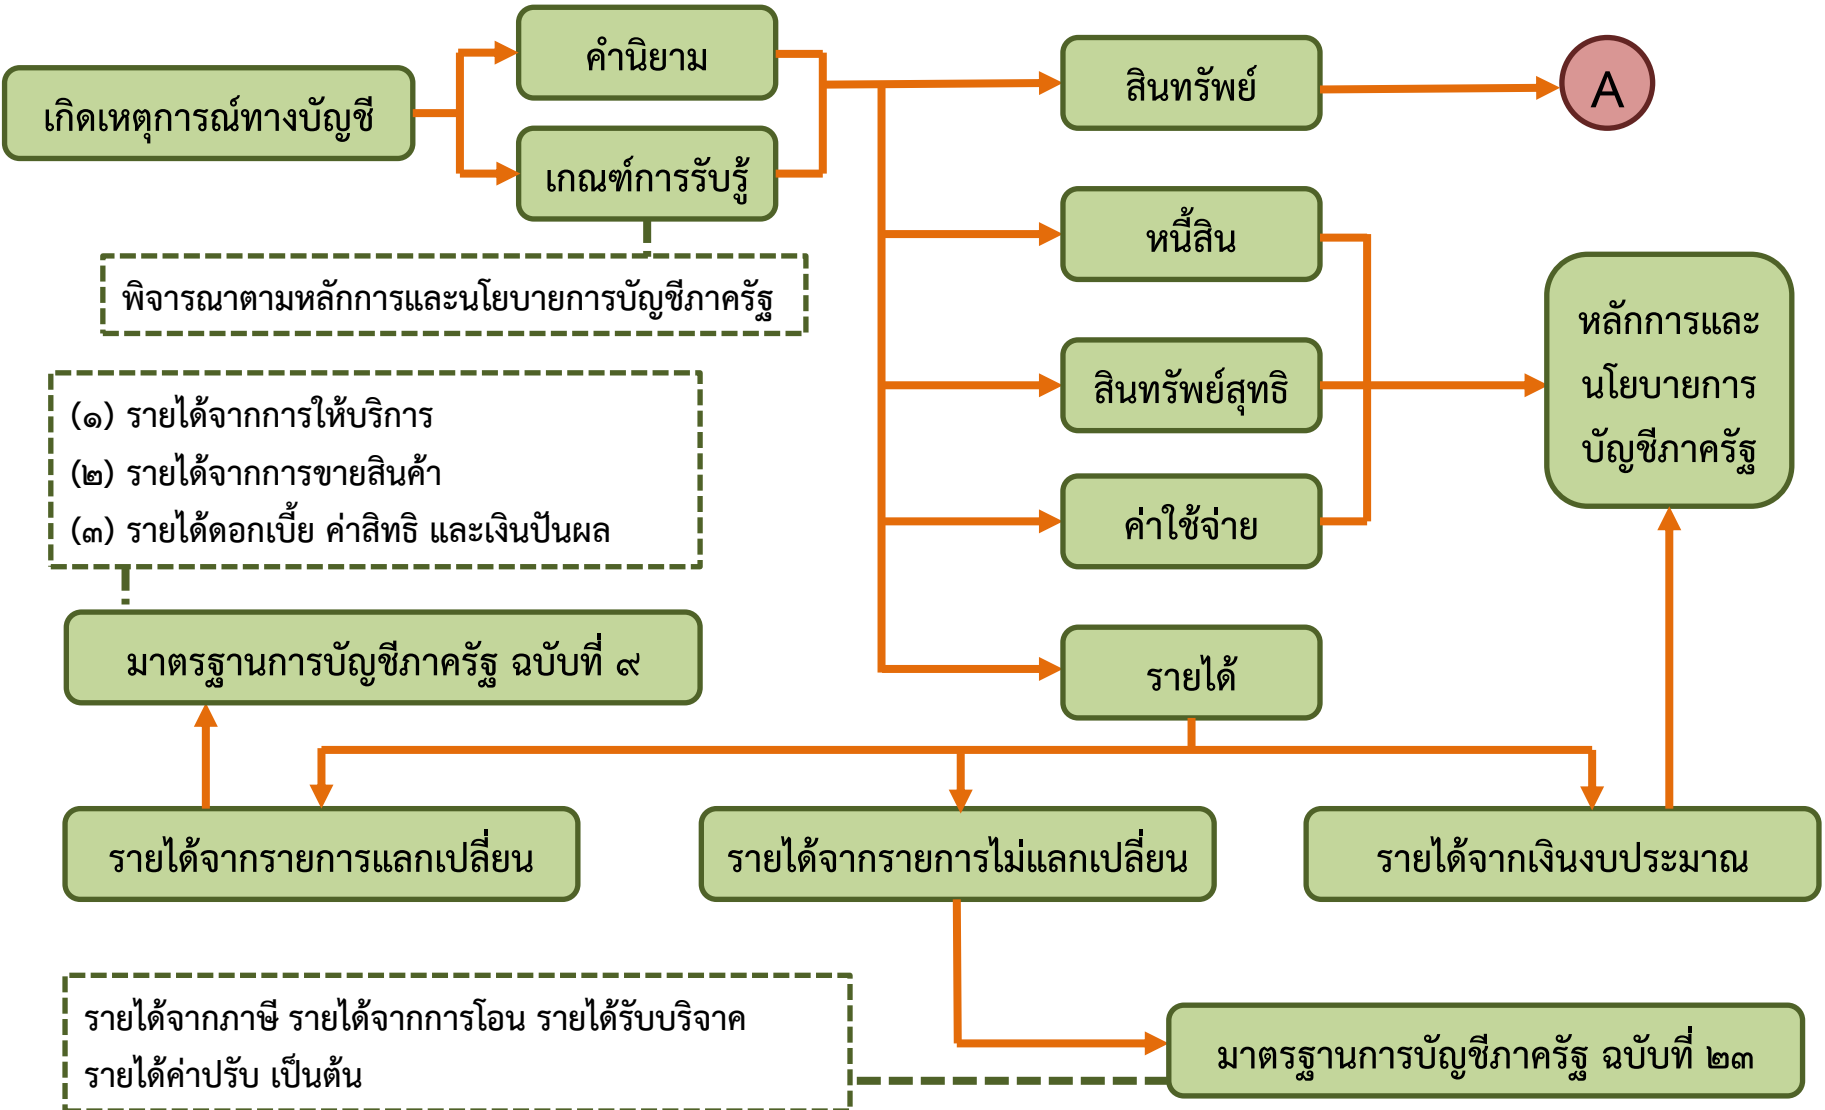 คำนิยาม
เกิดเหตุการณ์ทางบัญชี
สินทรัพย์
A
เกณฑ์การรับรู้
หนี้สิน
พิจารณาตามหลักการและนโยบายการบัญชีภาครัฐ
หลักการและ
นโยบายการ
บัญชีภาครัฐ
สินทรัพย์สุทธิ
(๑) รายได้จากการให้บริการ
(๒) รายได้จากการขายสินค้า
(๓) รายได้ดอกเบี้ย ค่าสิทธิ และเงินปันผล
ค่าใช้จ่าย
มาตรฐานการบัญชีภาครัฐ ฉบับที่ ๙
รายได้
รายได้จากรายการแลกเปลี่ยน
รายได้จากรายการไม่แลกเปลี่ยน
รายได้จากเงินงบประมาณ
รายได้จากภาษี รายได้จากการโอน รายได้รับบริจาค
รายได้ค่าปรับ เป็นต้น
มาตรฐานการบัญชีภาครัฐ ฉบับที่ ๒๓